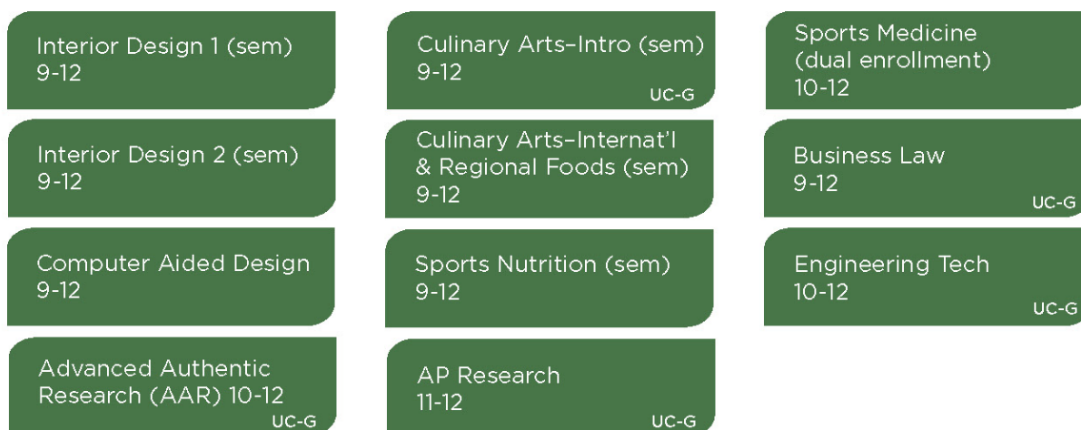 Interior Design 1 (sem)
9-12
Culinary Arts–Intro (sem)
9-12
UC-G
Sports Medicine
(dual enrollment)
10-12
Interior Design 2 (sem)
9-12
Culinary Arts–Internat'l
& Regional Foods (sem)
9-12
Business Law
9-12
UC-G
Computer Aided Design
9-12
Sports Nutrition (sem)
9-12
Engineering Tech
10-12
UC-G
Advanced Authentic
Research (AAR) 10-12
UC-G
AP Research
11-12
UC-G